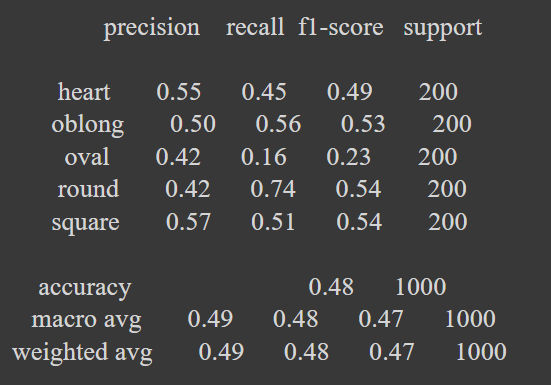 precision recall f1-score support
heart 0.55 0.45 0.49 200
oblong 0.50 0.56 0.53 200
oval 0.42 0.16 0.23 200
round 0.42 0.74 0.54 200
square 0.57 0.51 0.54 200
accuracy 0.48 1000
macro avg 0.49 0.48 0.47 1000
weighted avg 0.49 0.48 0.47 1000